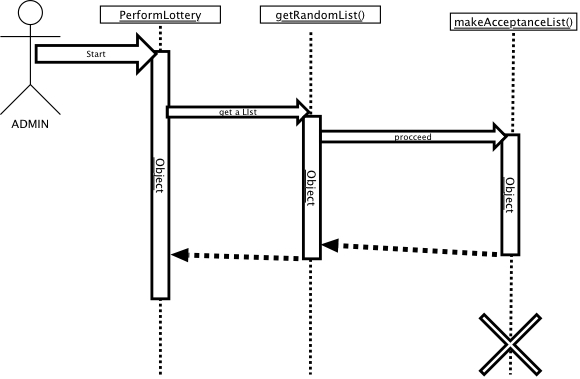 PerformLottery
getRandomList()
makeAcceptanceList()
Start
get a LIst
procceed
ADMIN
Object
Object
Object